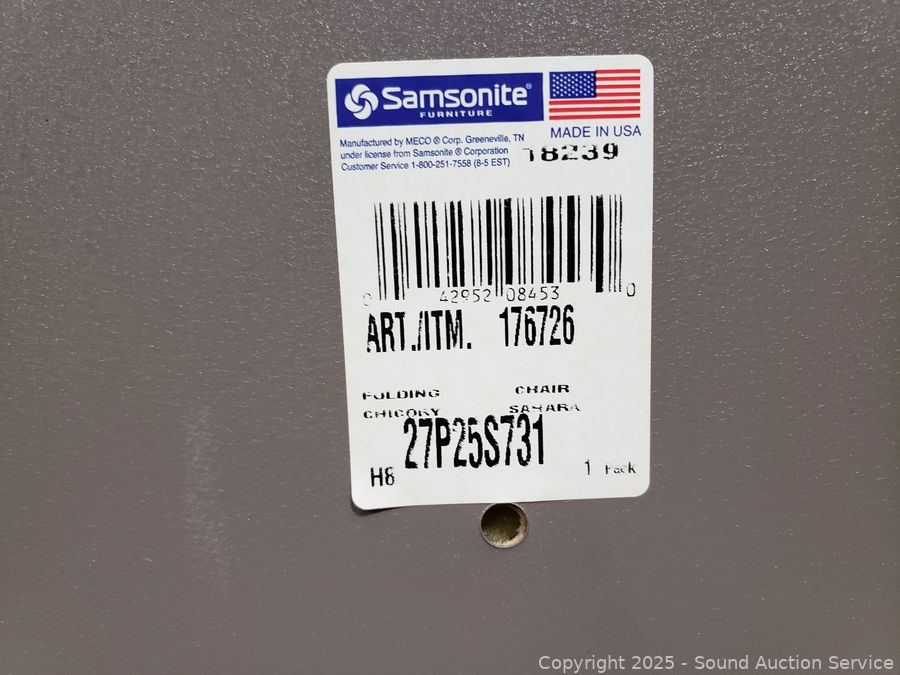 Samsonite®
FURNITURE
MADE IN USA
Manufactured by MECO ® Corp. Greeneville, TN
under license from Samsonite ® Corporation
Customer Service 1-800-251-7558 (8-5 EST)
18239
0 42952 08453 0
ART./ITM. 176726
FOLDING CHAIR
CHICORY SAHARA
27P25S731
H8 1 Pack
Copyright 2025 - Sound Auction Service